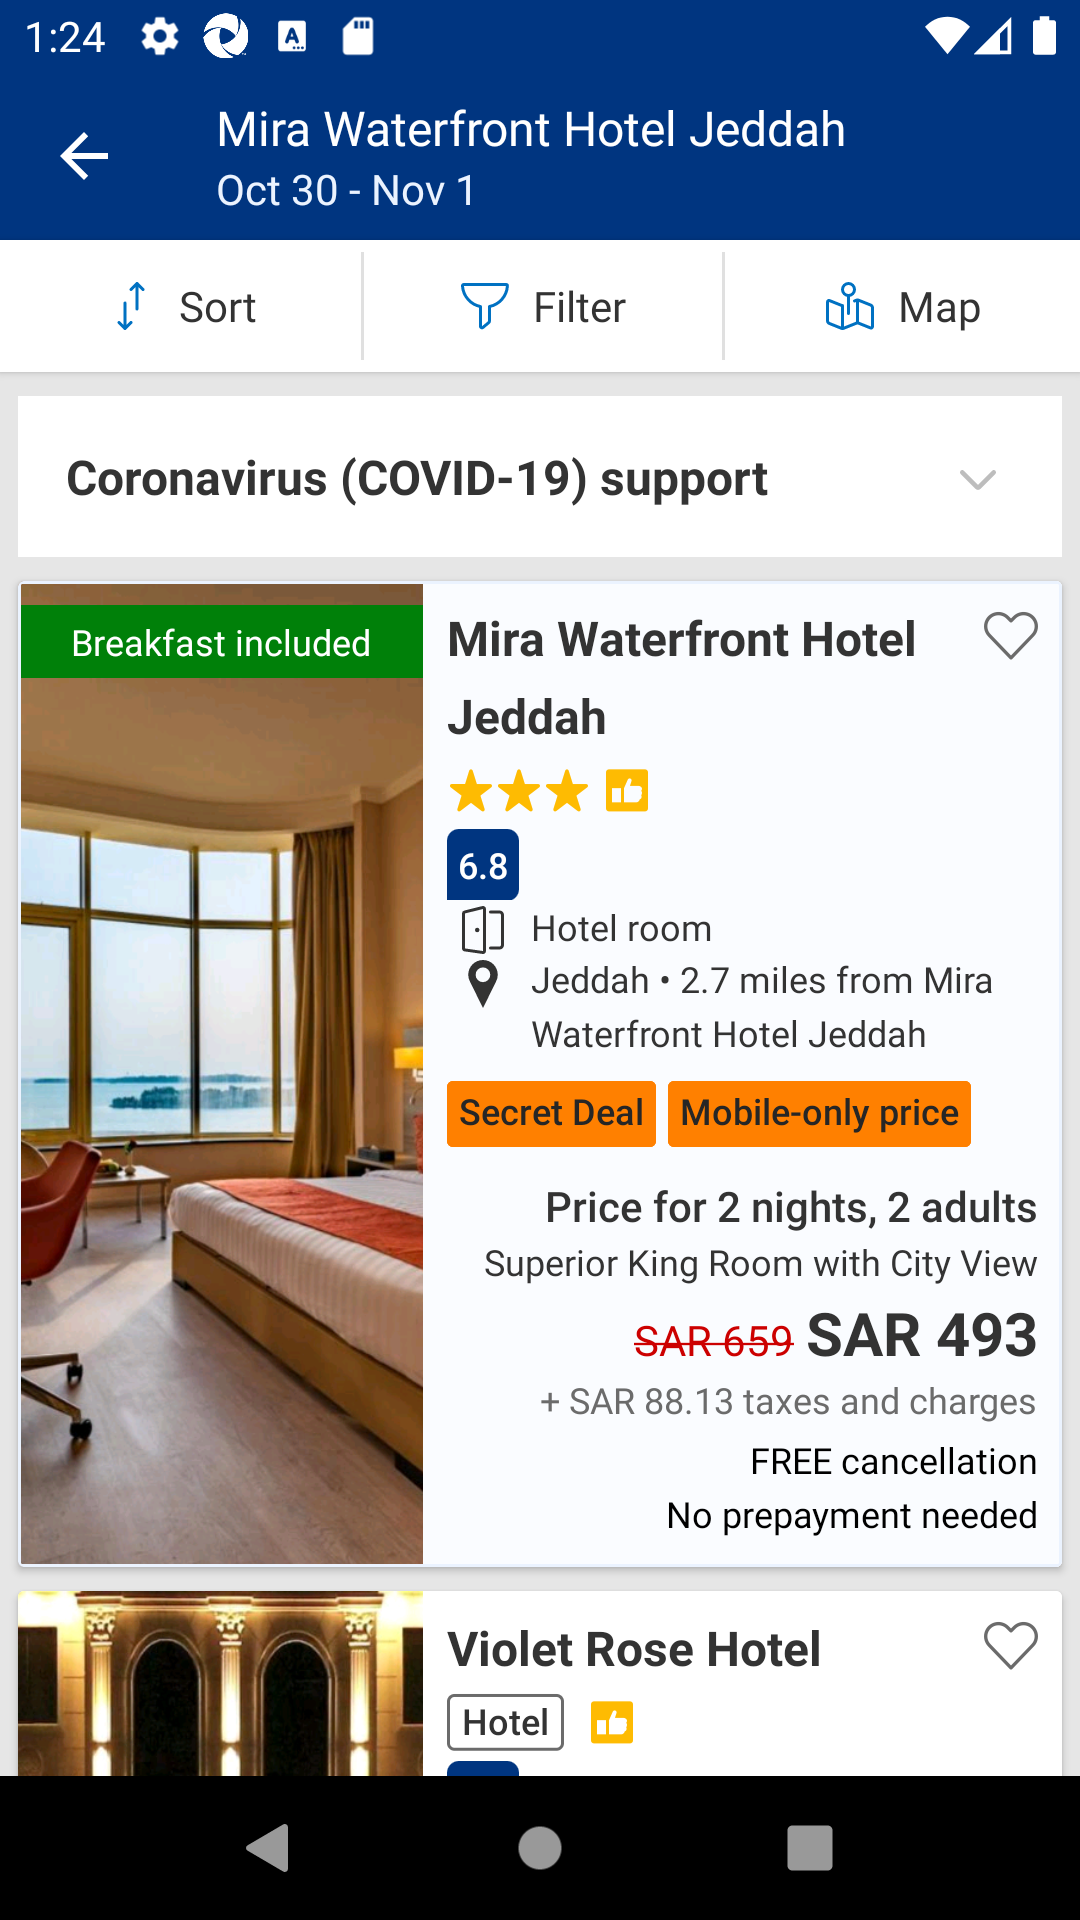 1:24
Mira Waterfront Hotel Jeddah
Oct 30 - Nov 1
Sort
Filter
Map
Coronavirus (COVID-19) support
Breakfast included
Mira Waterfront Hotel
Jeddah
6.8
Hotel room
Jeddah • 2.7 miles from Mira
Waterfront Hotel Jeddah
Secret Deal
Mobile-only price
Price for 2 nights, 2 adults
Superior King Room with City View
SAR 659 SAR 493
+ SAR 88.13 taxes and charges
FREE cancellation
No prepayment needed
Violet Rose Hotel
Hotel